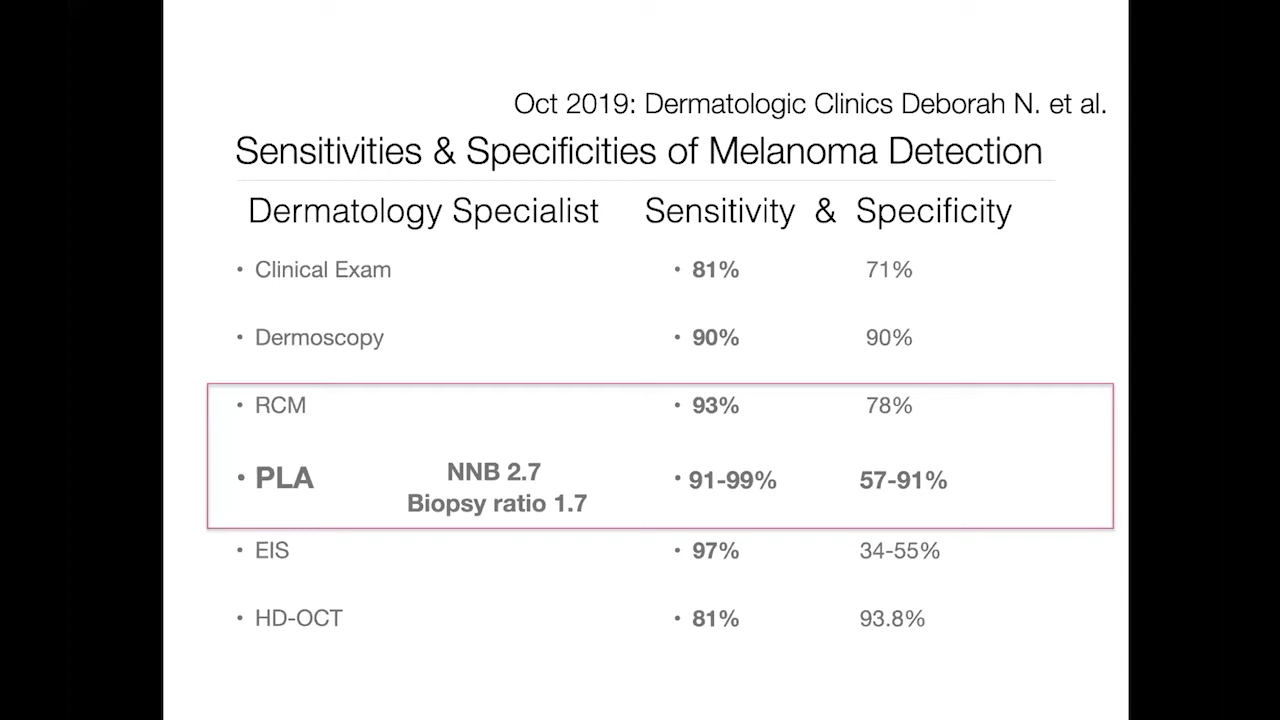 Oct 2019: Dermatologic Clinics Deborah N. et al.
Sensitivities & Specificities of Melanoma Detection
Dermatology Specialist Sensitivity & Specificity
• Clinical Exam • 81% 71%
• Dermoscopy • 90% 90%
• RCM • 93% 78%
• PLA NNB 2.7 • 91-99% 57-91%
Biopsy ratio 1.7
• EIS • 97% 34-55%
• HD-OCT • 81% 93.8%